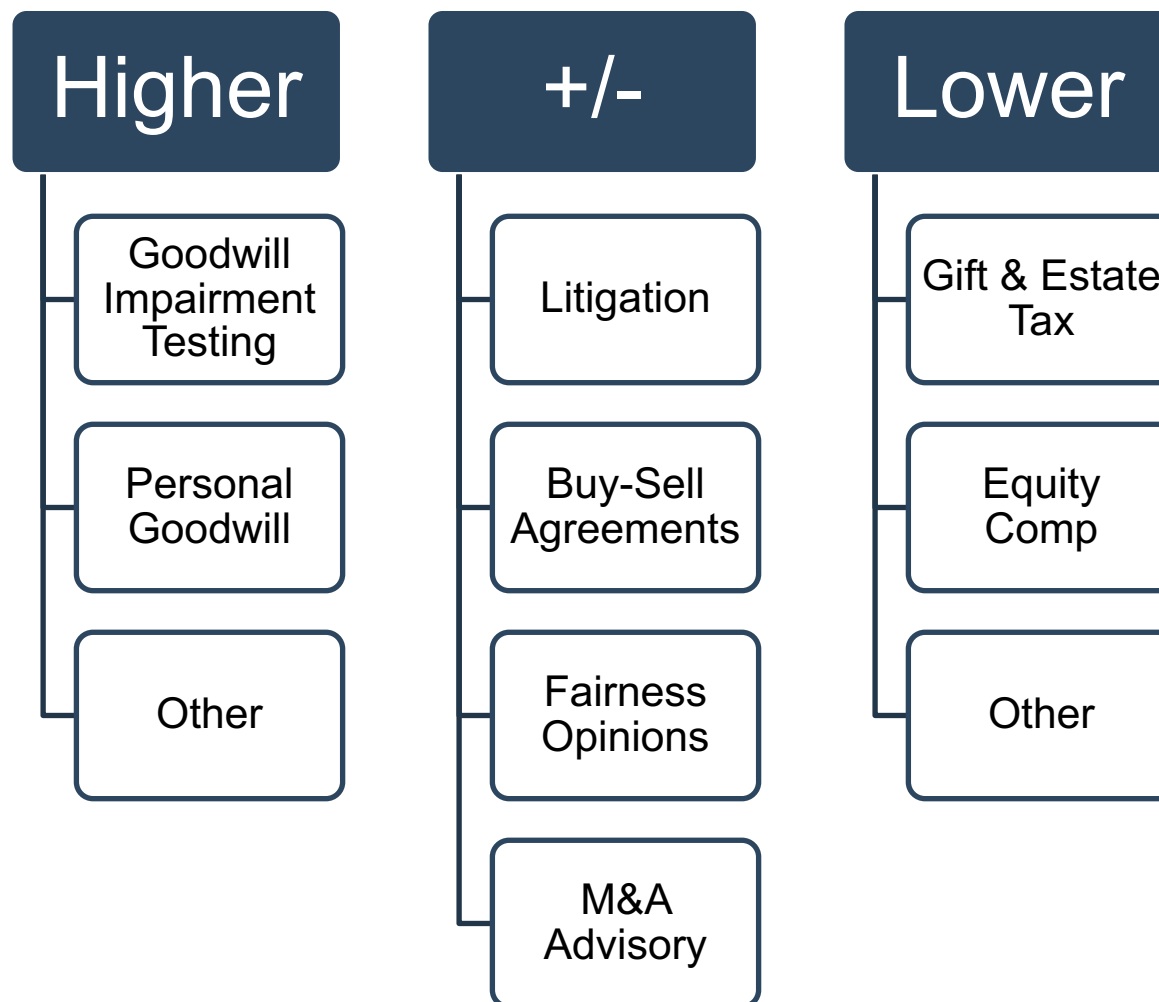 Higher
Goodwill
Impairment
Testing
Personal
Goodwill
Other
+/-
Litigation
Buy-Sell
Agreements
Fairness
Opinions
M&A
Advisory
Lower
Gift & Estate
Tax
Equity
Comp
Other